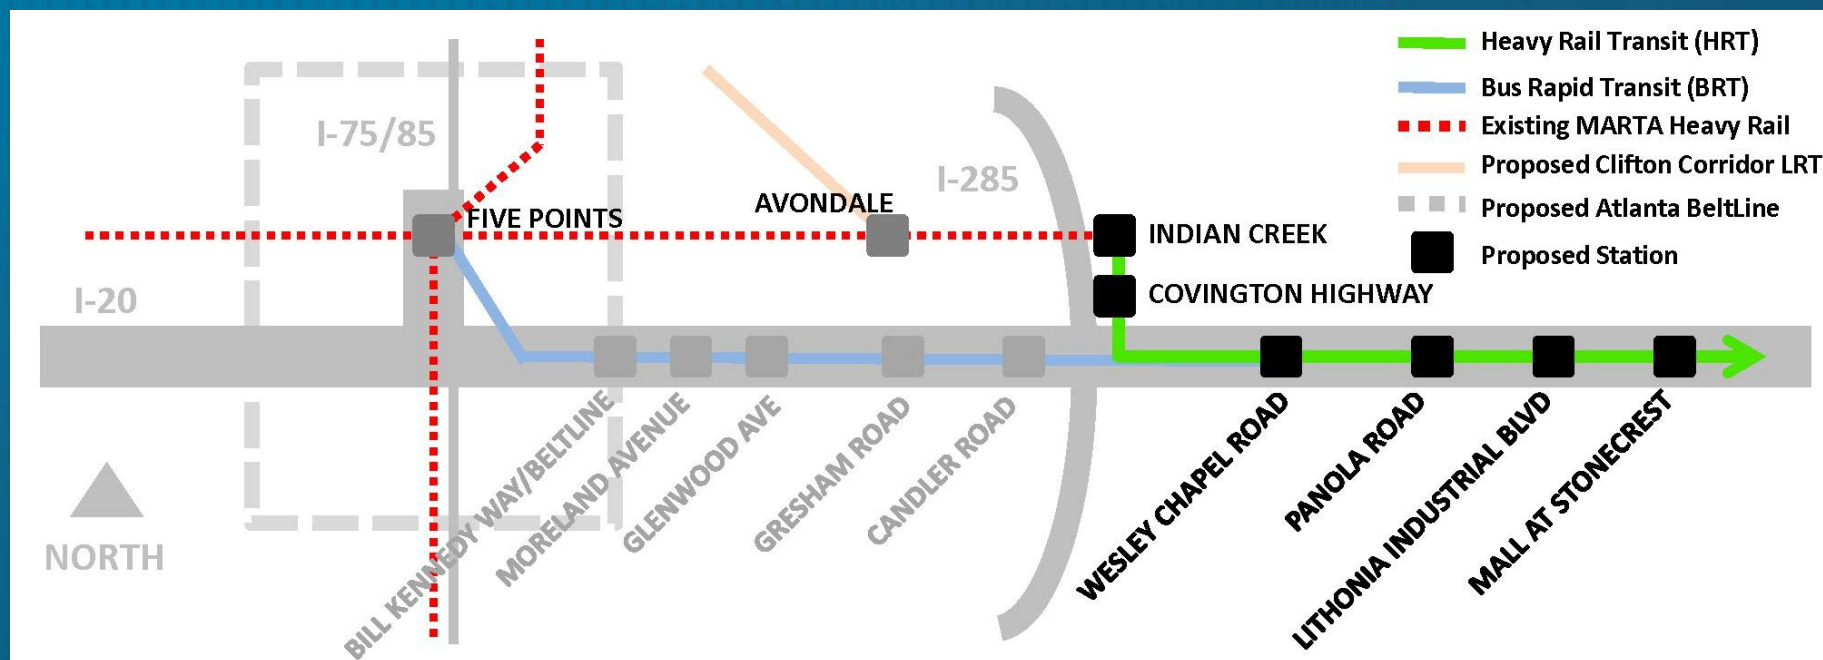 Heavy Rail Transit (HRT)
Bus Rapid Transit (BRT)
Existing MARTA Heavy Rail
Proposed Clifton Corridor LRT
Proposed Atlanta BeltLine
Proposed Station
I-75/85
I-285
I-20
FIVE POINTS
AVONDALE
INDIAN CREEK
COVINGTON HIGHWAY
BILL KENNEDY WAY/BELTLINE
MORELAND AVENUE
GLENWOOD AVE
GRESHAM ROAD
CANDLER ROAD
WESLEY CHAPEL ROAD
PANOLA ROAD
LITHONIA INDUSTRIAL BLVD
MALL AT STONECREST
NORTH